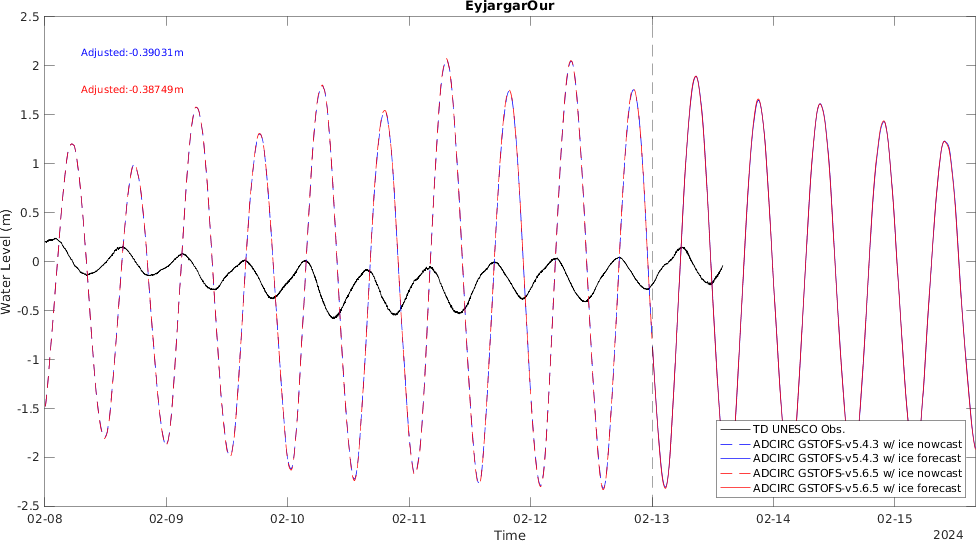 EyjargarOur
Adjusted:-0.39031m
Adjusted:-0.38749m
Water Level (m)
2.5
2
1.5
1
0.5
0
-0.5
-1
-1.5
-2
-2.5
TD UNESCO Obs.
ADCIRC GSTOFS-v5.4.3 w/ ice nowcast
ADCIRC GSTOFS-v5.4.3 w/ ice forecast
ADCIRC GSTOFS-v5.6.5 w/ ice nowcast
ADCIRC GSTOFS-v5.6.5 w/ ice forecast
02-08 02-09 02-10 02-11 02-12 02-13 02-14 02-15
Time
2024